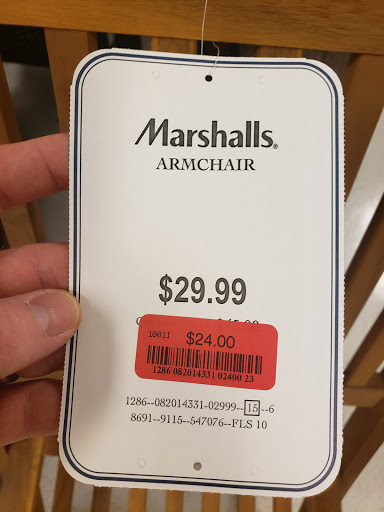 Marshalls®
ARMCHAIR
$29.99
1001I $24.00
1286 082014331 02400 23
1286--082014331-02999--15--6
8691--9115--547076--FLS 10